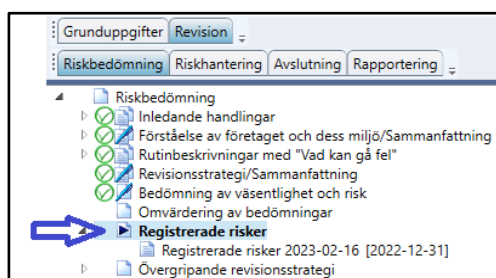 Grunduppgifter Revision
Riskbedömning Riskhantering Avslutning Rapportering
Riskbedömning
Inledande handlingar
Förståelse av företaget och dess miljö/Sammanfattning
Rutinbeskrivningar med "Vad kan gå fel"
Revisionsstrategi/Sammanfattning
Bedömning av väsentlighet och risk
Omvärdering av bedömningar
Registrerade risker
Registrerade risker 2023-02-16 [2022-12-31]
Övergripande revisionsstrategi